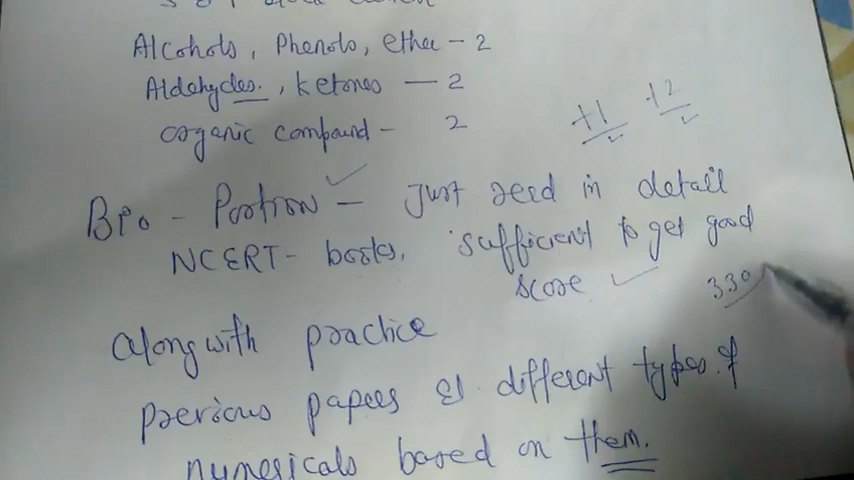 Alcohols, Phenols, ether - 2
Aldehydes., ketones - 2
organic compound - 2
+1 +2
Bio - Portion - Just read in detail
NCERT - books. sufficient to get good
score
330
along with practice
previous papers & different types of
numericals based on them.